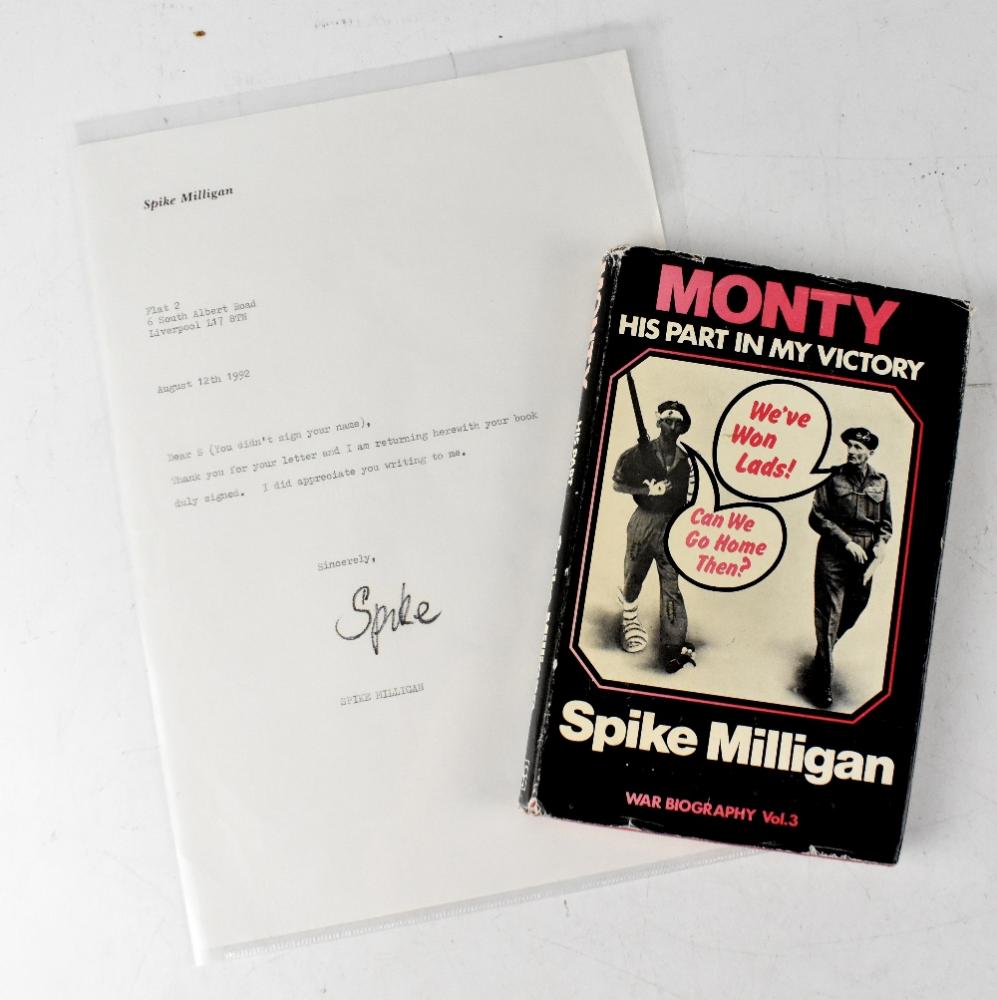 Spike Milligan
Flat 2
6 South Albert Road
Liverpool L17 8TN
August 12th 1992
Dear S (You didn't sign your name),
Thank you for your letter and I am returning herewith your book
duly signed. I did appreciate you writing to me.
Sincerely,
Spike
SPIKE MILLIGAN
MONTY
HIS PART IN MY VICTORY
We've
Won
Lads!
Can We
Go Home
Then?
Spike Milligan
WAR BIOGRAPHY Vol.3